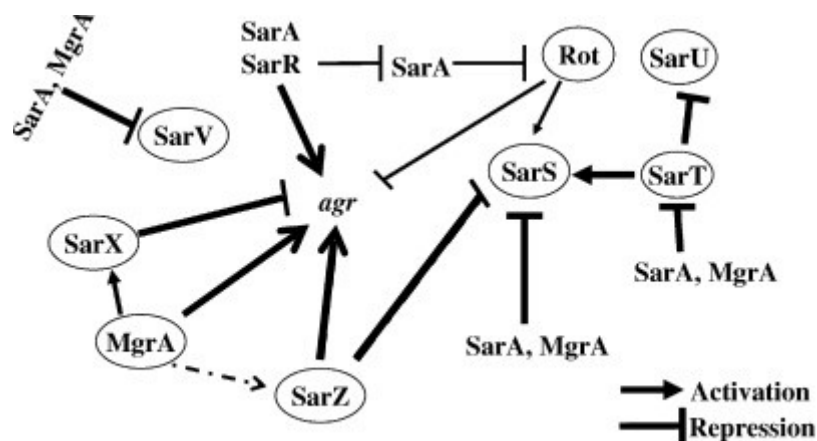 SarA
SarR
SarA
Rot
SarU
SarA, MgrA
SarV
SarS
SarT
agr
SarX
SarA, MgrA
MgrA
SarA, MgrA
SarZ
Activation
Repression